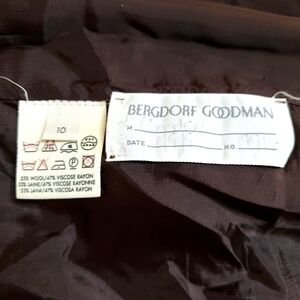 10
53% WOOL/47% VISCOSE RAYON
53% LAINE/47% VISCOSE RAYONNE
53% LANA/47% VISCOSA RAYON
BERGDORF GOODMAN
M
DATE NO.